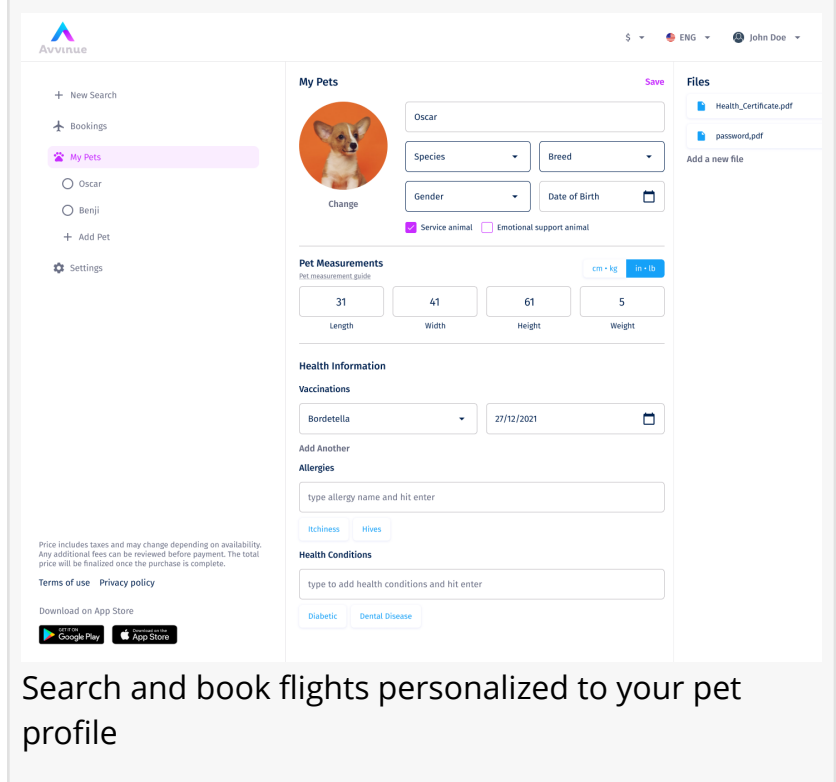 Avvinue
$
ENG
John Doe
New Search
Bookings
My Pets
Oscar
Benji
Add Pet
Settings
Price includes taxes and may change depending on availability.
Any additional fees can be reviewed before payment. The total
price will be finalized once the purchase is complete.
Terms of use Privacy policy
Download on App Store
GET IT ON
Google Play
Download on the
App Store
My Pets
Save
Change
Oscar
Species
Breed
Gender
Date of Birth
Service animal
Emotional support animal
Pet Measurements
Pet measurement guide
cm • kg
in • lb
31
41
61
5
Length
Width
Height
Weight
Health Information
Vaccinations
Bordetella
27/12/2021
Add Another
Allergies
type allergy name and hit enter
Itchiness
Hives
Health Conditions
type to add health conditions and hit enter
Diabetic
Dental Disease
Files
Health_Certificate.pdf
password,pdf
Add a new file
Search and book flights personalized to your pet
profile